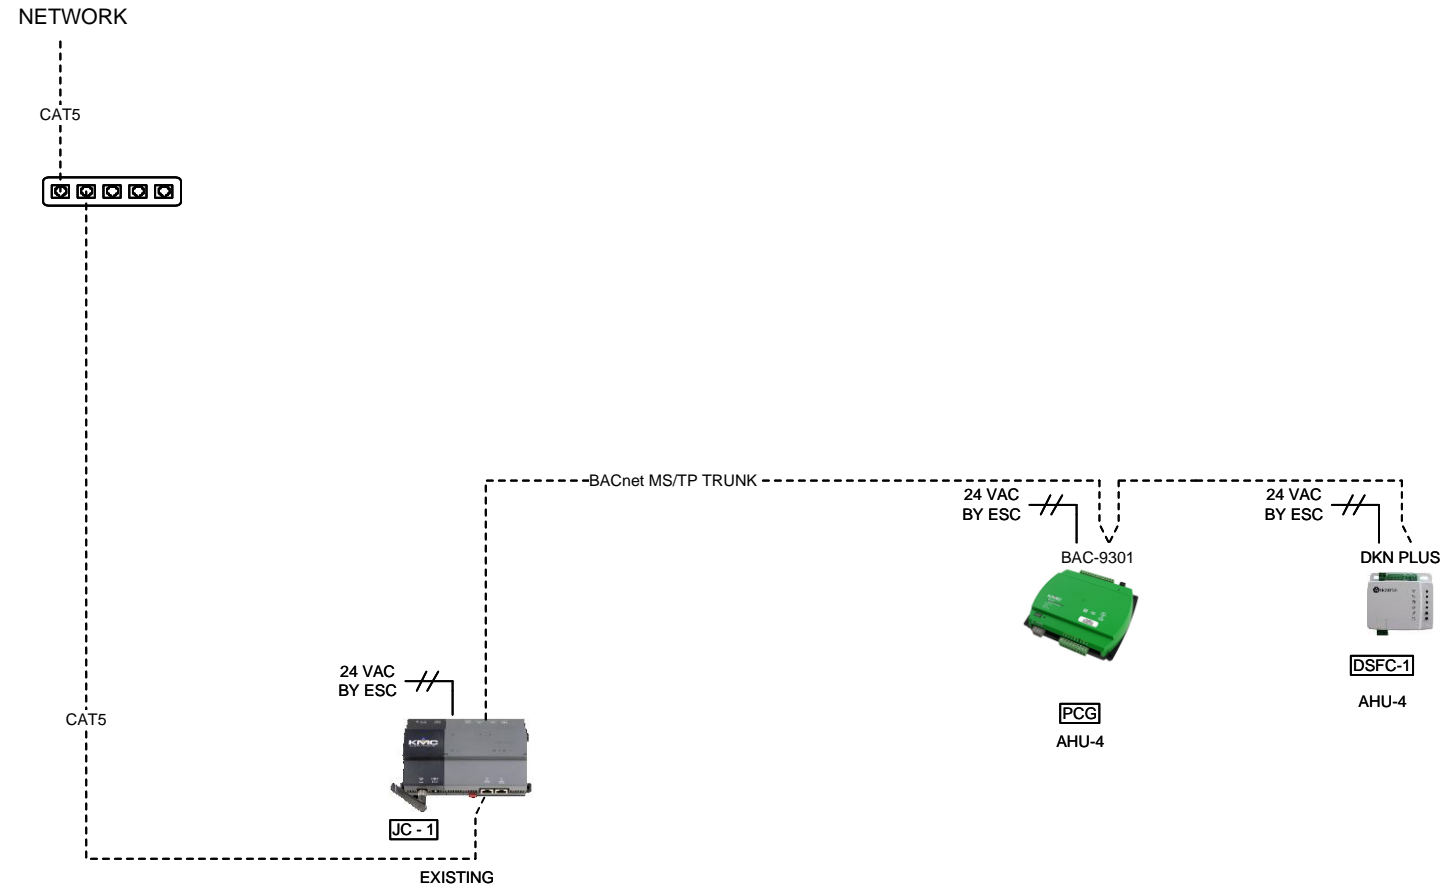 NETWORK
CAT5
BACnet MS/TP TRUNK
24 VAC
BY ESC
24 VAC
BY ESC
BAC-9301
DKN PLUS
DSFC-1
AHU-4
PCG
AHU-4
24 VAC
BY ESC
CAT5
KMC
JC - 1
EXISTING